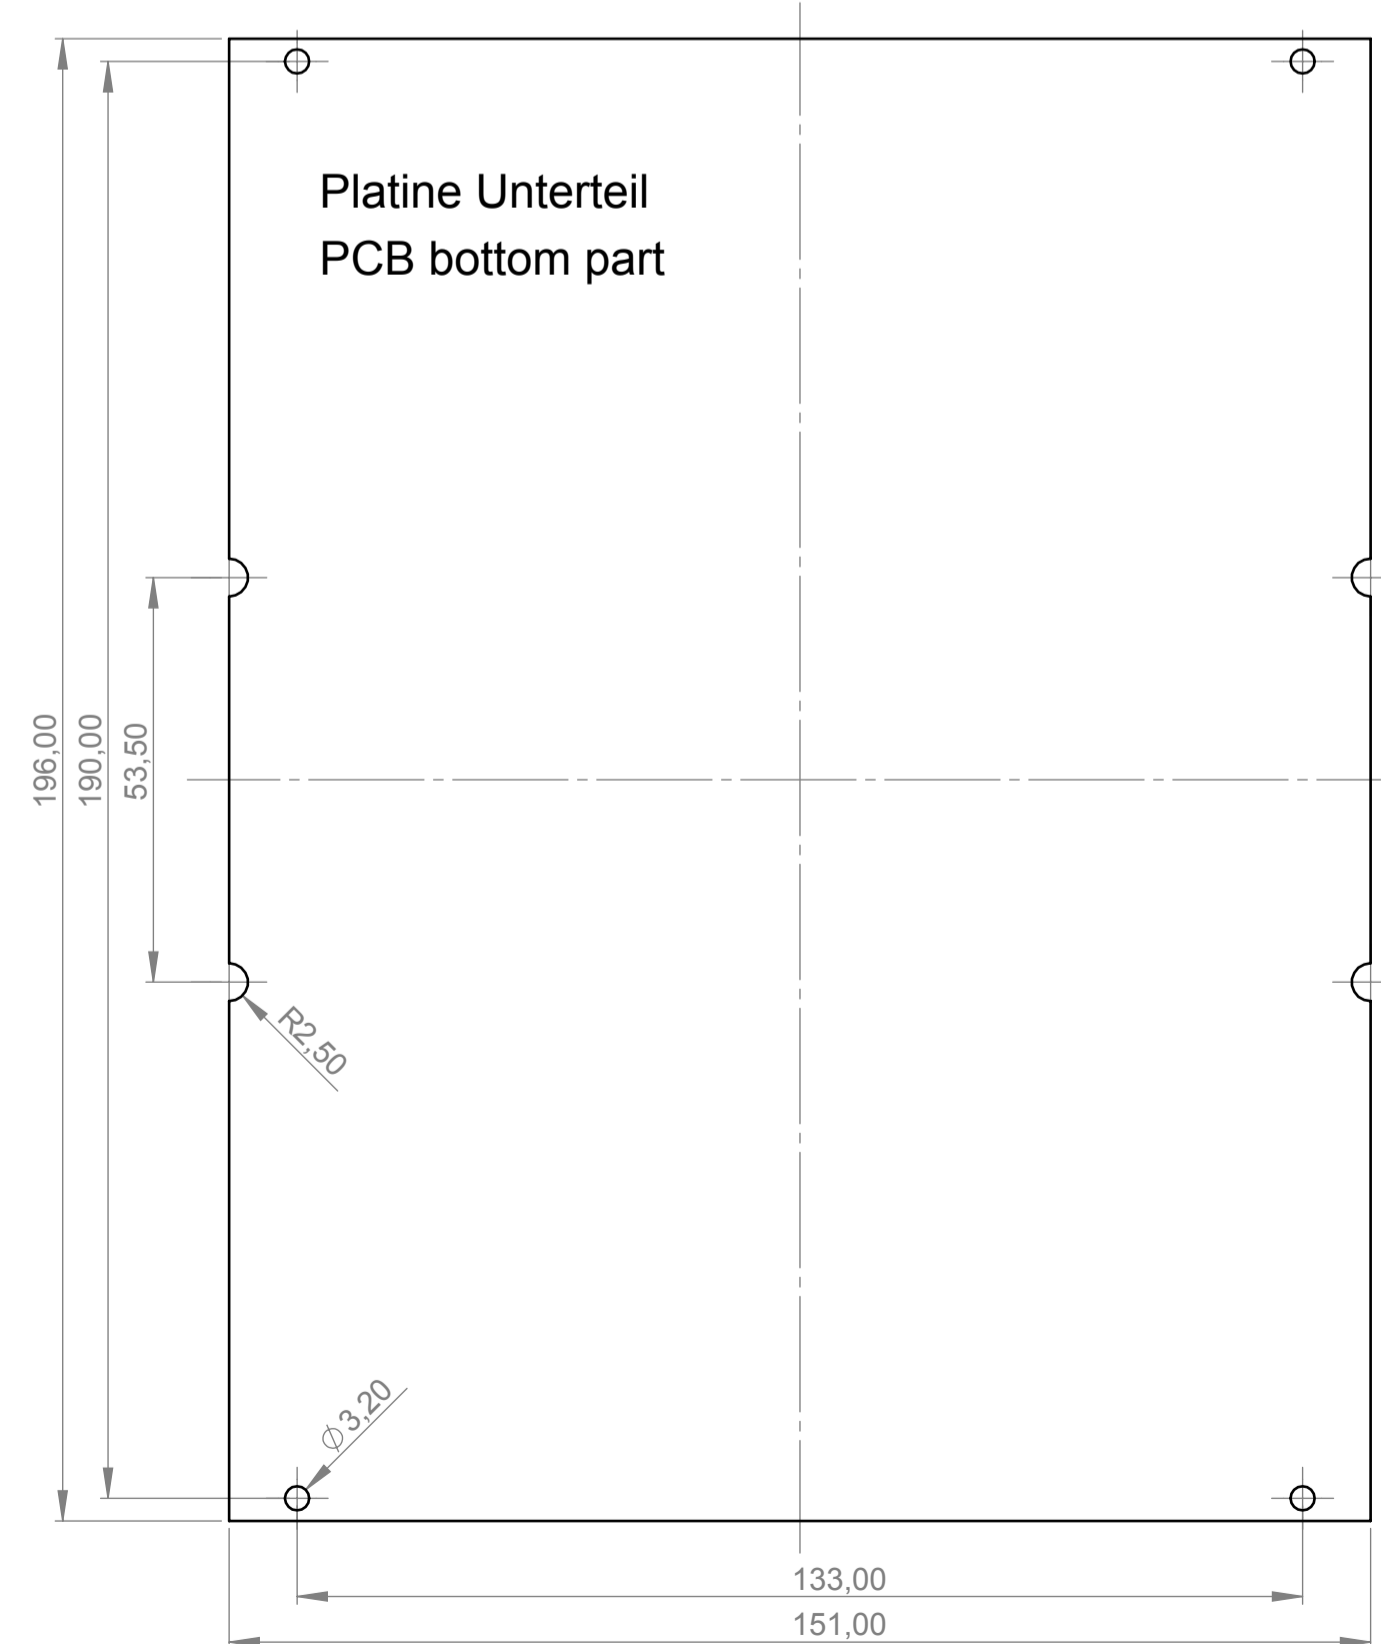 Platine Unterteil
PCB bottom part
196,00
190,00
53,50
R2,50
∅3,20
133,00
151,00